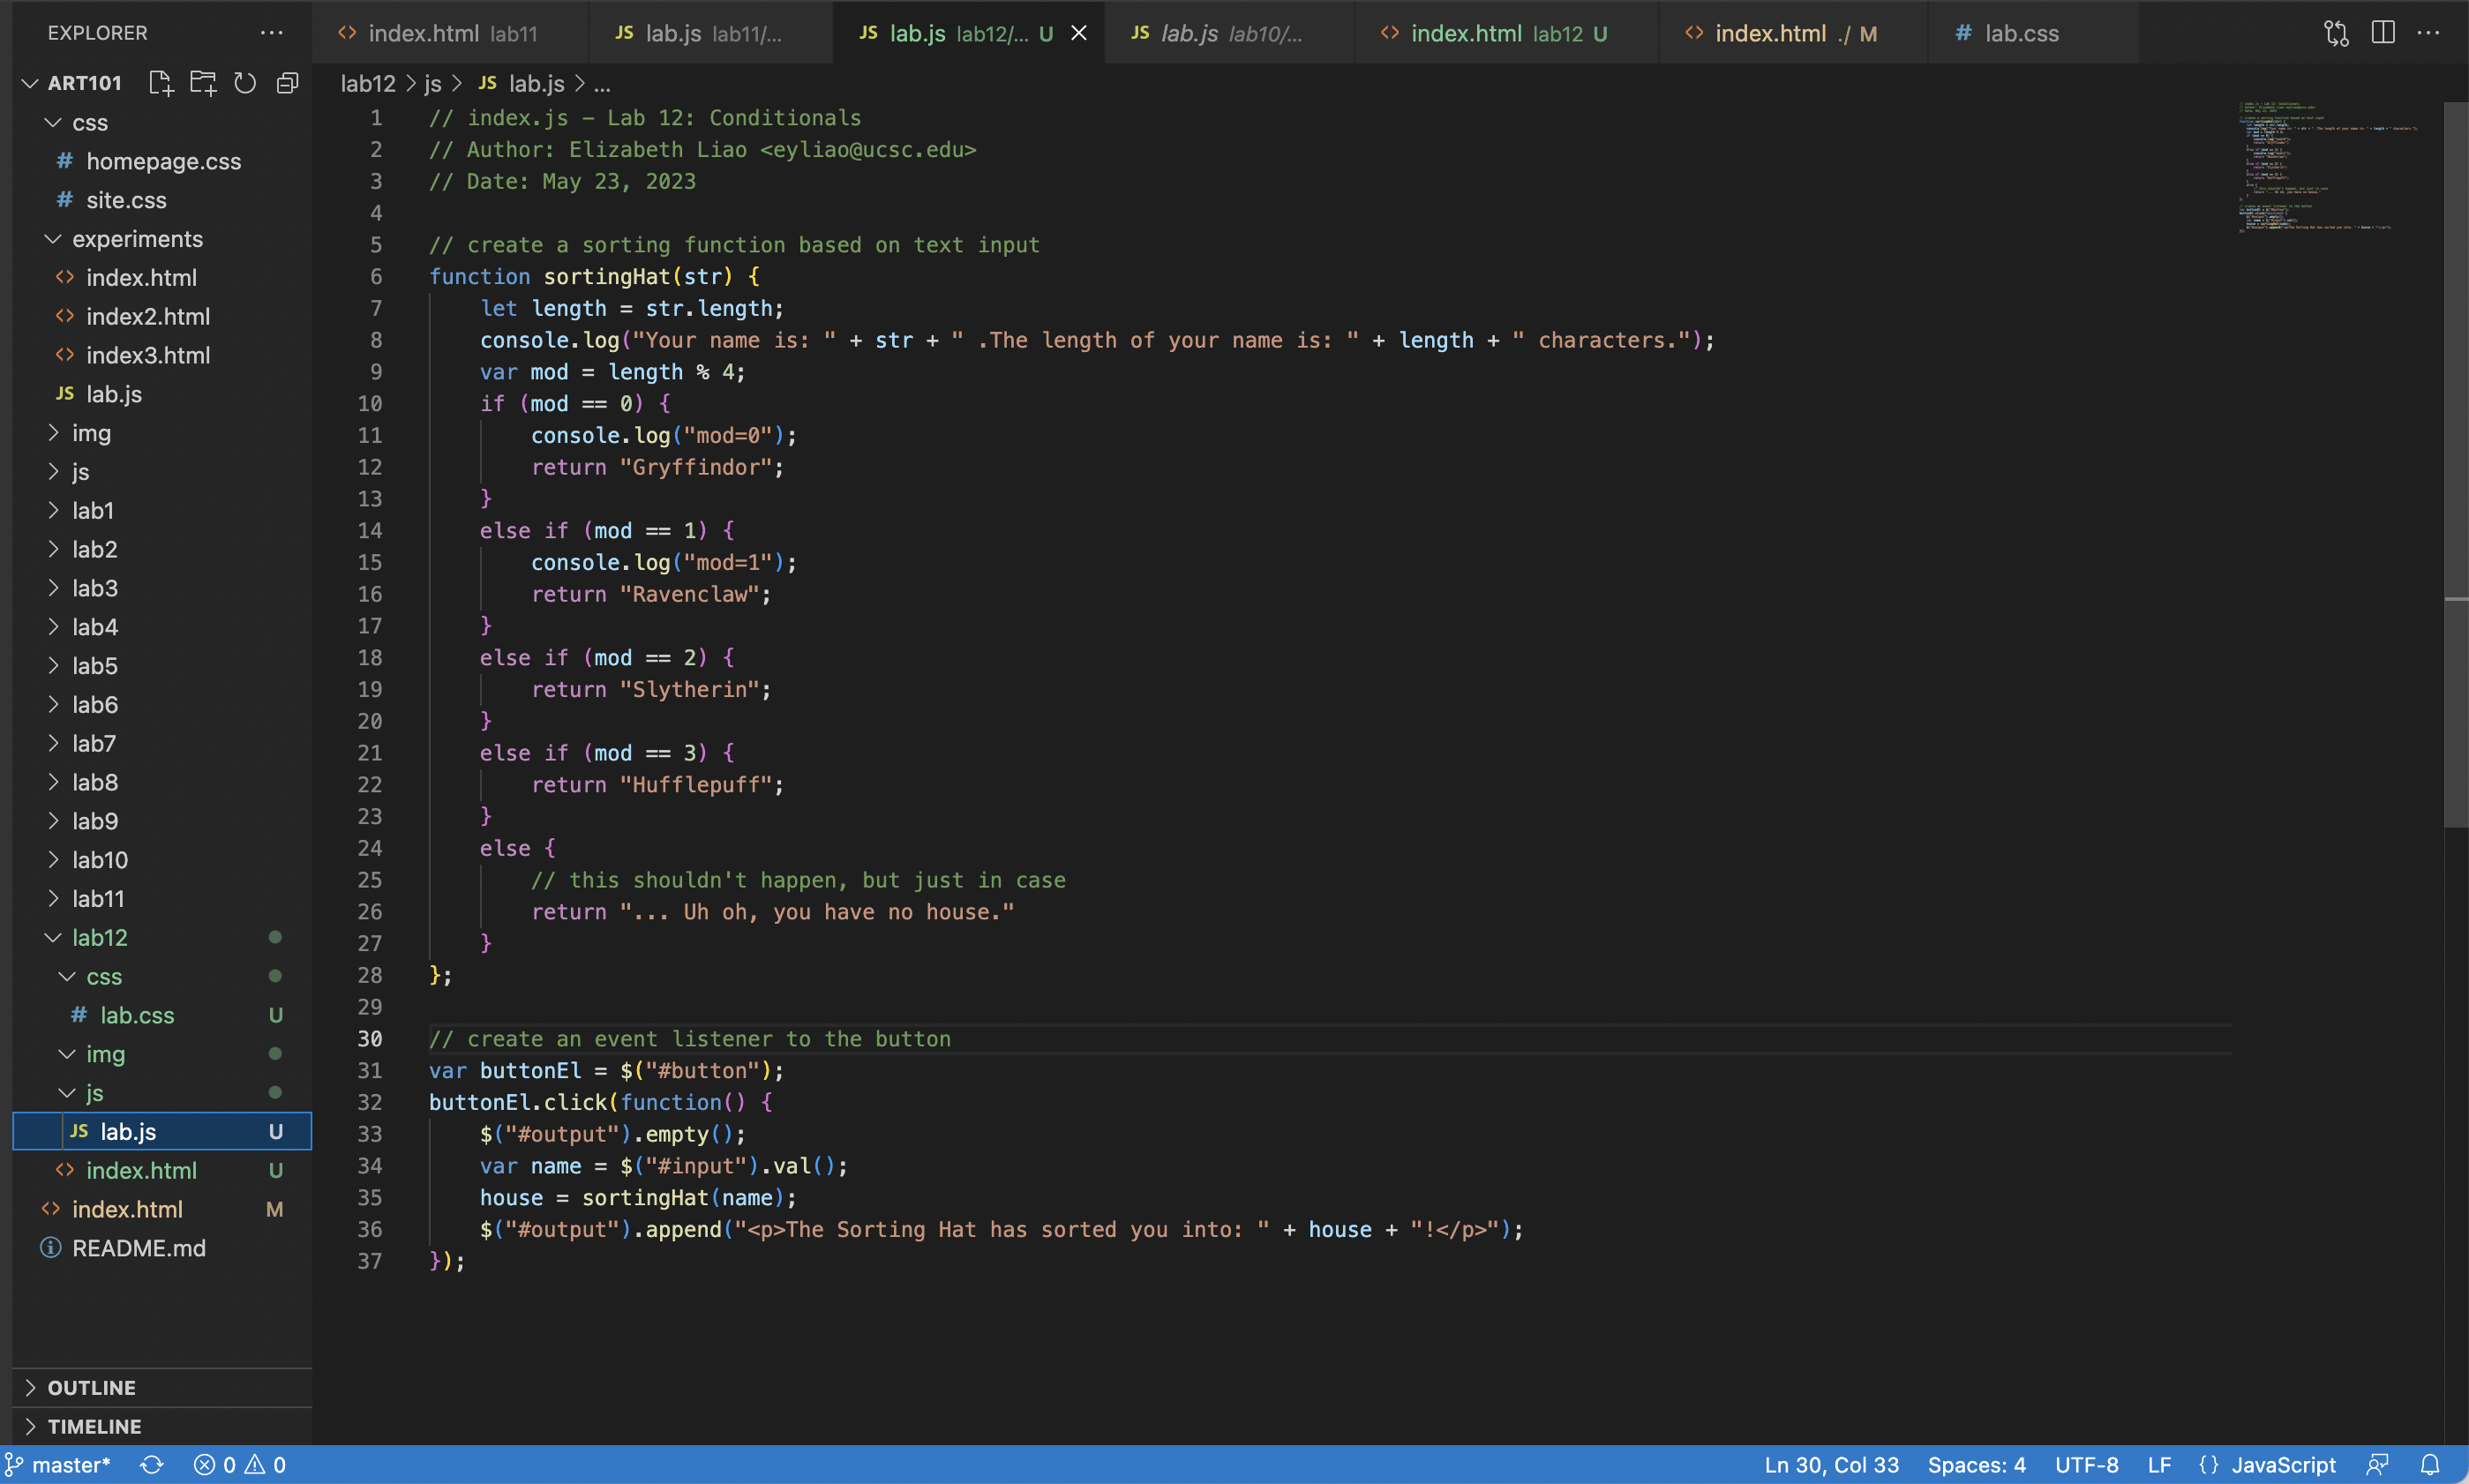 EXPLORER ...
index.html lab11
JS lab.js lab11/...
JS lab.js lab12/... U
JS lab.js lab10/...
index.html lab12 U
index.html ./ M
# lab.css
ART101
css
# homepage.css
# site.css
experiments
index.html
index2.html
index3.html
JS lab.js
img
js
lab1
lab2
lab3
lab4
lab5
lab6
lab7
lab8
lab9
lab10
lab11
lab12
css
# lab.css U
img
js
JS lab.js U
index.html U
index.html M
README.md
OUTLINE
TIMELINE
lab12 > js > JS lab.js > ...
1 // index.js - Lab 12: Conditionals
2 // Author: Elizabeth Liao <eyliao@ucsc.edu>
3 // Date: May 23, 2023
4
5 // create a sorting function based on text input
6 function sortingHat(str) {
7 let length = str.length;
8 console.log("Your name is: " + str + " .The length of your name is: " + length + " characters.");
9 var mod = length % 4;
10 if (mod == 0) {
11 console.log("mod=0");
12 return "Gryffindor";
13 }
14 else if (mod == 1) {
15 console.log("mod=1");
16 return "Ravenclaw";
17 }
18 else if (mod == 2) {
19 return "Slytherin";
20 }
21 else if (mod == 3) {
22 return "Hufflepuff";
23 }
24 else {
25 // this shouldn't happen, but just in case
26 return "... Uh oh, you have no house."
27 }
28 };
29
30 // create an event listener to the button
31 var buttonEl = $("#button");
32 buttonEl.click(function() {
33 $("#output").empty();
34 var name = $("#input").val();
35 house = sortingHat(name);
36 $("#output").append("<p>The Sorting Hat has sorted you into: " + house + "!</p>");
37 });
master* 0 0
Ln 30, Col 33 Spaces: 4 UTF-8 LF {} JavaScript